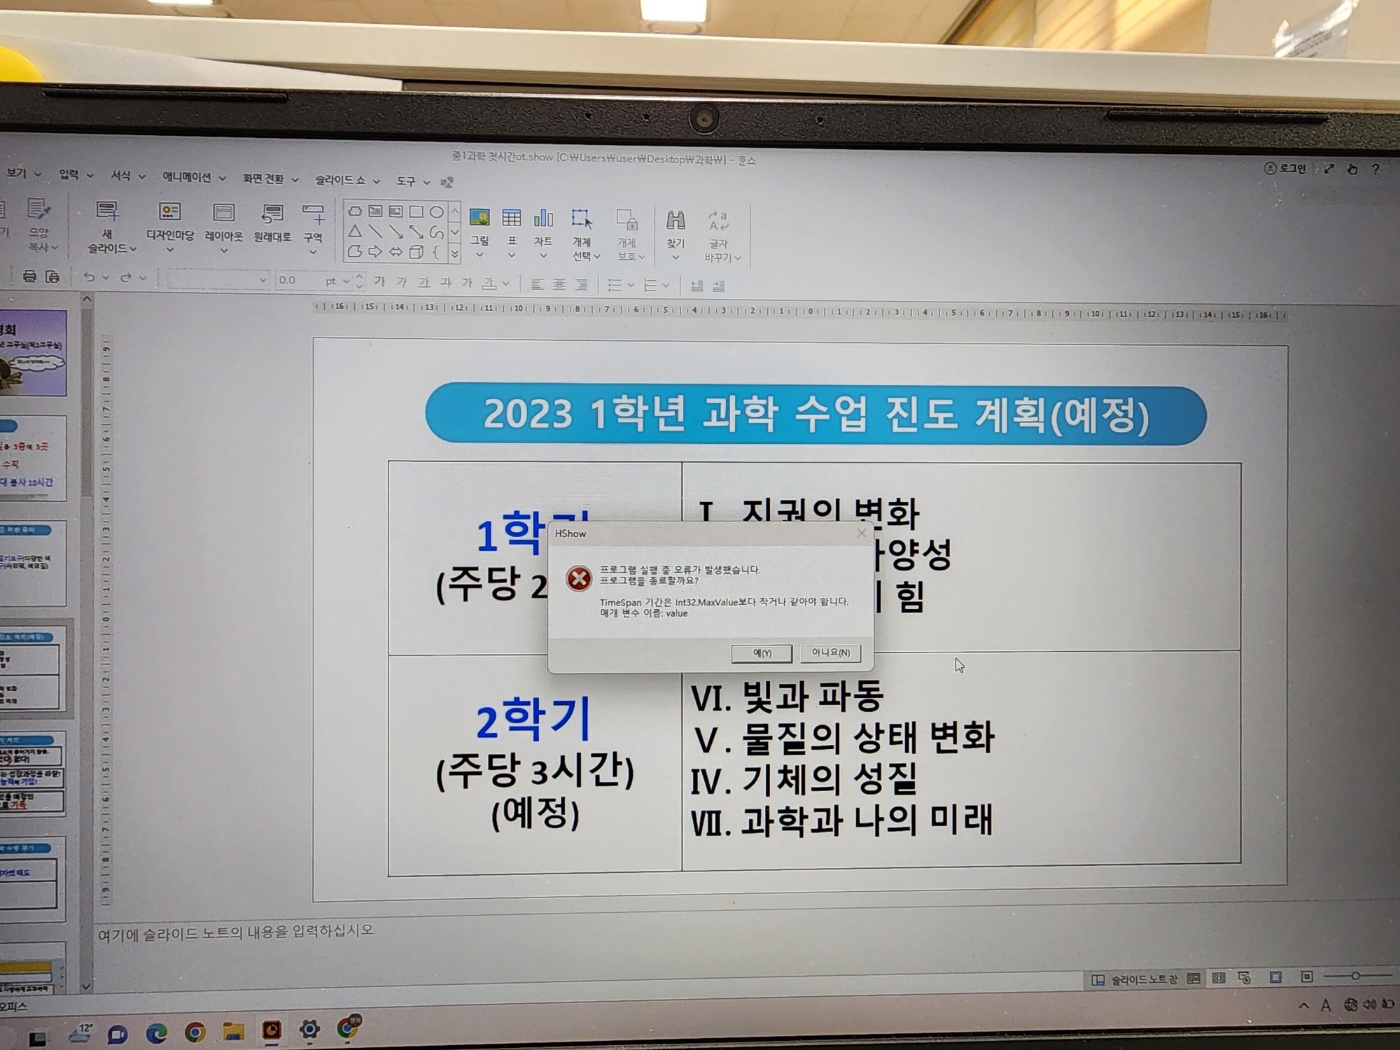 중1과학 첫시간ot.show [C:₩Users₩user₩Desktop₩과학₩] - 한쇼
로그인
?
보기 입력 서식 애니메이션 화면 전환 슬라이드 쇼 도구
모양
복사
새
슬라이드
디자인마당
레이아웃
원래대로
구역
그림
표
차트
개체
선택
개체
보호
찾기
글자
바꾸기
0.0 pt
가 가 가 과 가 가
2023 1학년 과학 수업 진도 계획(예정)
1학기
(주당 2
Ⅰ. 지권의 변화
다양성
힘
HShow
프로그램 실행 중 오류가 발생했습니다.
프로그램을 종료할까요?
TimeSpan 기간은 Int32.MaxValue보다 작거나 같아야 합니다.
매개 변수 이름: value
예(Y)
아니요(N)
2학기
(주당 3시간)
(예정)
Ⅵ. 빛과 파동
Ⅴ. 물질의 상태 변화
Ⅳ. 기체의 성질
Ⅶ. 과학과 나의 미래
여기에 슬라이드 노트의 내용을 입력하십시오
슬라이드 노트 창
오피스
12°
A